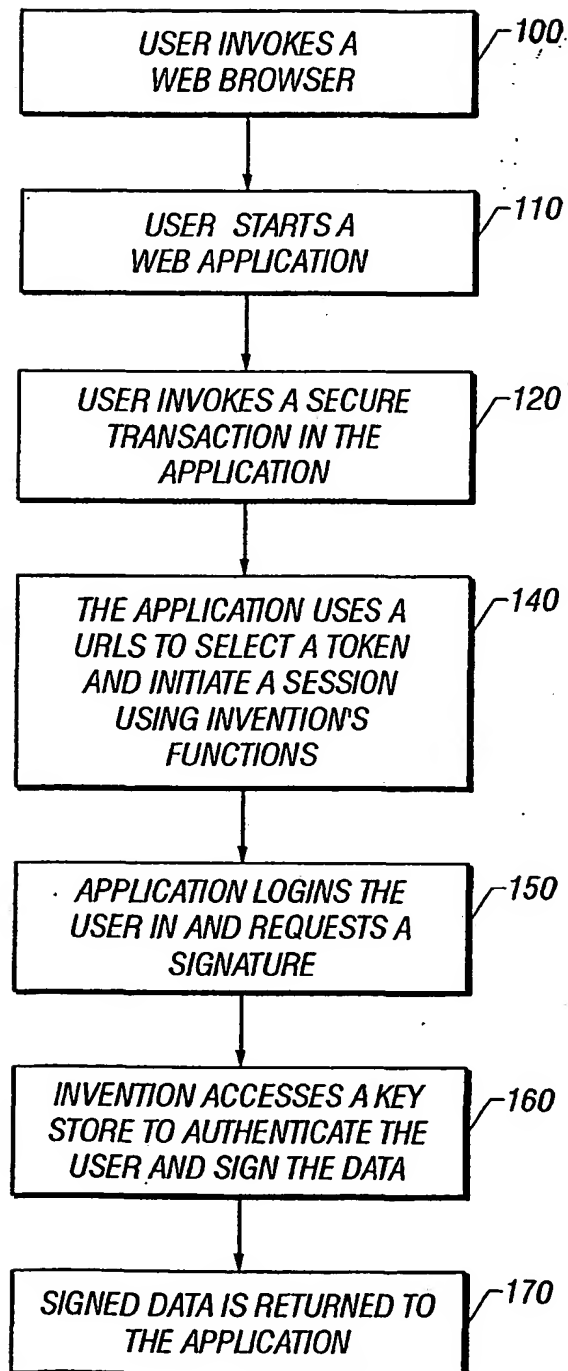 USER INVOKES A
WEB BROWSER
100
USER STARTS A
WEB APPLICATION
110
USER INVOKES A SECURE
TRANSACTION IN THE
APPLICATION
120
THE APPLICATION USES A
URLS TO SELECT A TOKEN
AND INITIATE A SESSION
USING INVENTION'S
FUNCTIONS
140
APPLICATION LOGINS THE
USER IN AND REQUESTS A
SIGNATURE
150
INVENTION ACCESSES A KEY
STORE TO AUTHENTICATE THE
USER AND SIGN THE DATA
160
SIGNED DATA IS RETURNED TO
THE APPLICATION
170